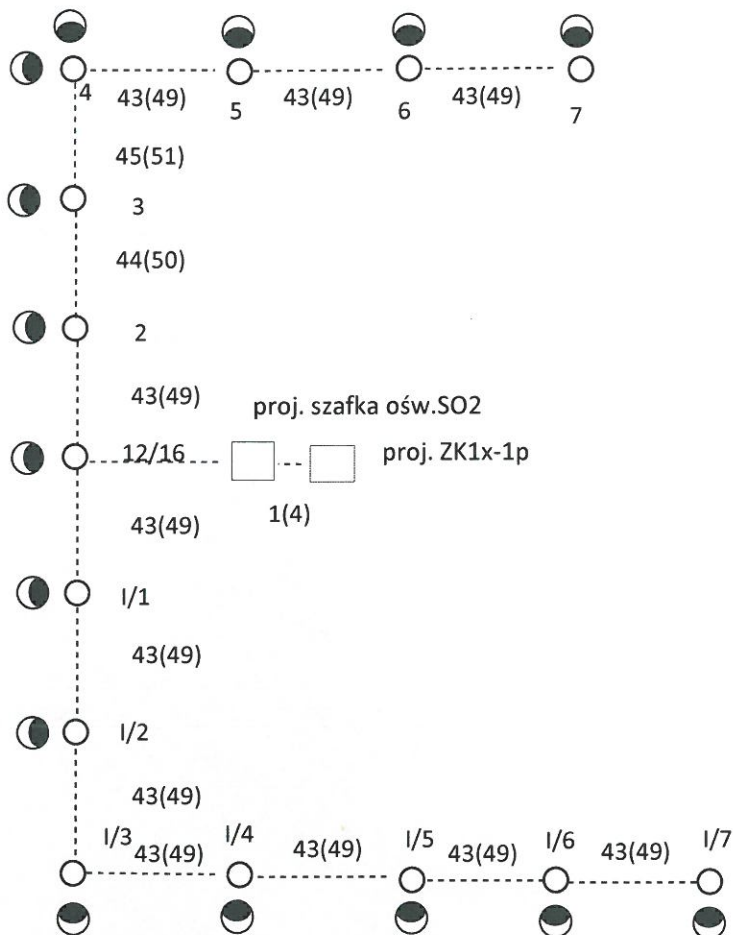 4 43(49) 5 43(49) 6 43(49) 7
45(51)
3
44(50)
2
43(49)
proj. szafka ośw.SO2
12/16 proj. ZK1x-1p
1(4)
43(49)
I/1
43(49)
I/2
43(49)
I/3 43(49) I/4 43(49) I/5 43(49) I/6 43(49) I/7